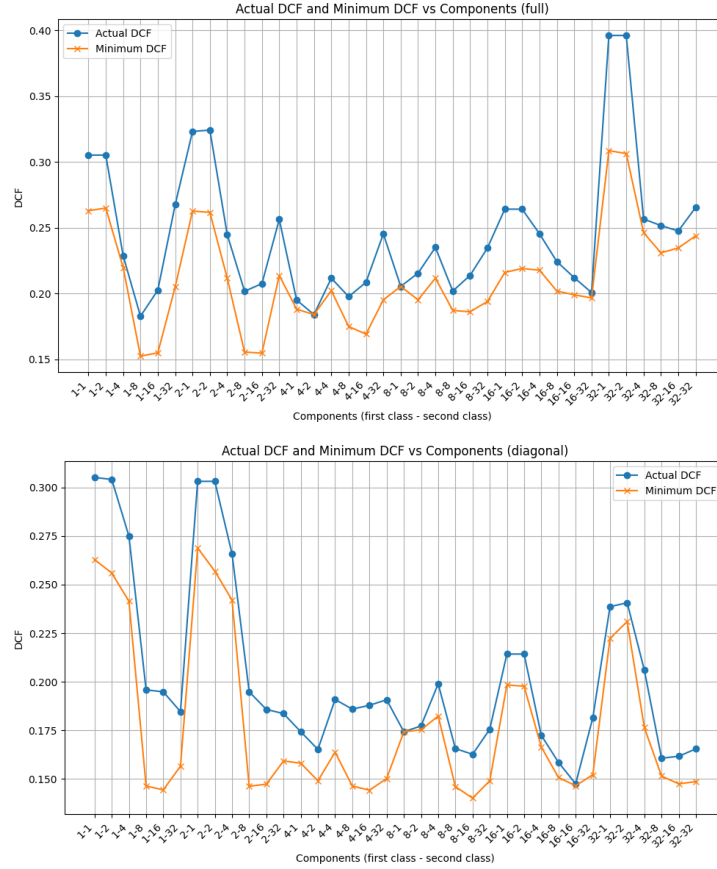 Actual DCF and Minimum DCF vs Components (full)
Actual DCF
Minimum DCF
0.40
0.35
0.30
0.25
0.20
0.15
DCF
1-1 1-2 1-4 1-8 1-16 1-32 2-1 2-2 2-4 2-8 2-16 2-32 4-1 4-2 4-4 4-8 4-16 4-32 8-1 8-2 8-4 8-8 8-16 8-32 16-1 16-2 16-4 16-8 16-16 16-32 32-1 32-2 32-4 32-8 32-16 32-32
Components (first class - second class)
Actual DCF and Minimum DCF vs Components (diagonal)
Actual DCF
Minimum DCF
0.300
0.275
0.250
0.225
0.200
0.175
0.150
DCF
1-1 1-2 1-4 1-8 1-16 1-32 2-1 2-2 2-4 2-8 2-16 2-32 4-1 4-2 4-4 4-8 4-16 4-32 8-1 8-2 8-4 8-8 8-16 8-32 16-1 16-2 16-4 16-8 16-16 16-32 32-1 32-2 32-4 32-8 32-16 32-32
Components (first class - second class)